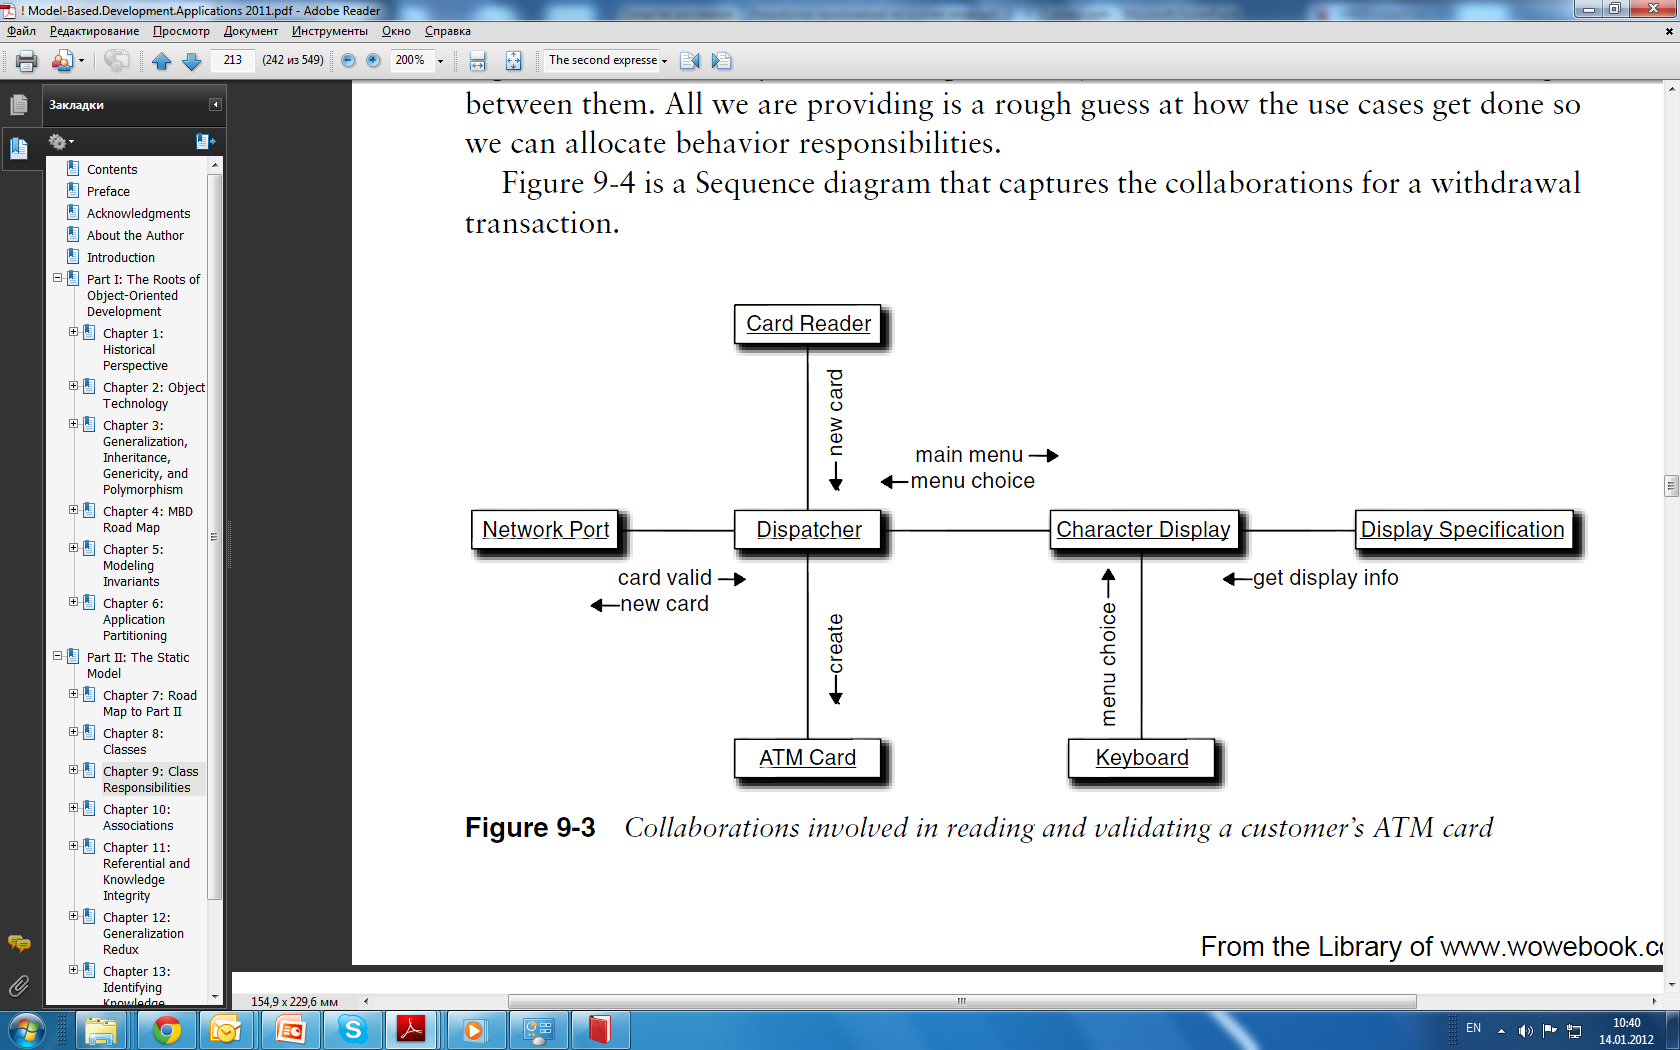 ! Model-Based.Development.Applications 2011.pdf - Adobe Reader
Файл Редактирование Просмотр Документ Инструменты Окно Справка
213 (242 из 549) 200% The second expresse
Закладки
Contents
Preface
Acknowledgments
About the Author
Introduction
Part I: The Roots of
Object-Oriented
Development
Chapter 1:
Historical
Perspective
Chapter 2: Object
Technology
Chapter 3:
Generalization,
Inheritance,
Genericity, and
Polymorphism
Chapter 4: MBD
Road Map
Chapter 5:
Modeling
Invariants
Chapter 6:
Application
Partitioning
Part II: The Static
Model
Chapter 7: Road
Map to Part II
Chapter 8:
Classes
Chapter 9: Class
Responsibilities
Chapter 10:
Associations
Chapter 11:
Referential and
Knowledge
Integrity
Chapter 12:
Generalization
Redux
Chapter 13:
Identifying
Knowledge
between them. All we are providing is a rough guess at how the use cases get done so
we can allocate behavior responsibilities.
Figure 9-4 is a Sequence diagram that captures the collaborations for a withdrawal
transaction.
Card Reader
new card
main menu
menu choice
Network Port
Dispatcher
Character Display
Display Specification
card valid
new card
get display info
create
menu choice
ATM Card
Keyboard
Figure 9-3 Collaborations involved in reading and validating a customer's ATM card
From the Library of www.wowebook.co
154,9 x 229,6 мм
EN
10:40
14.01.2012